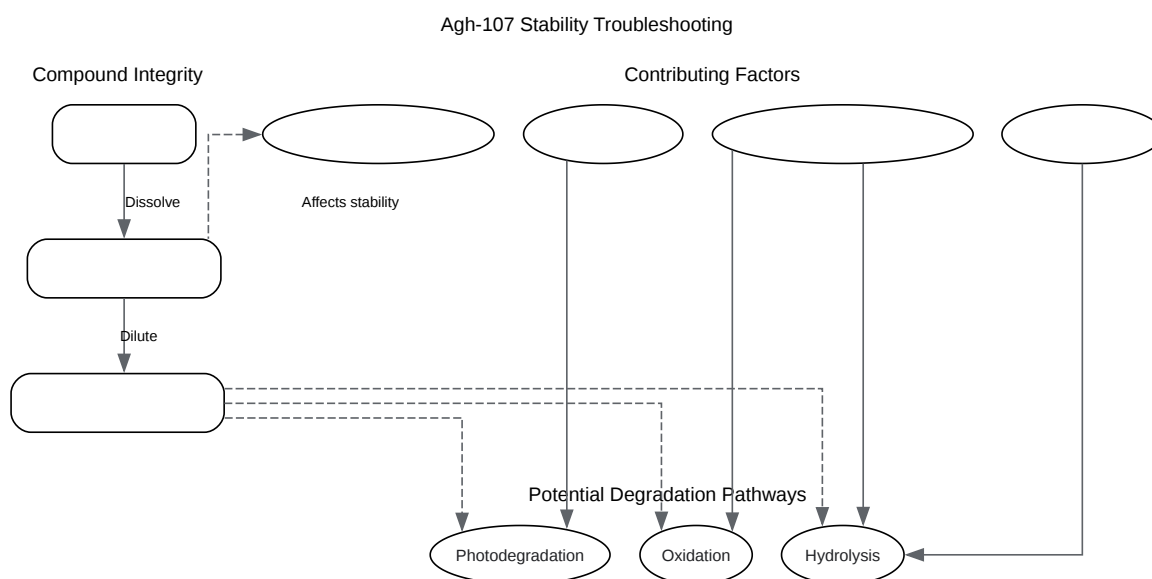 Agh-107 Stability Troubleshooting
Compound Integrity
Contributing Factors
Dissolve
Affects stability
Dilute
Potential Degradation Pathways
Photodegradation
Oxidation
Hydrolysis